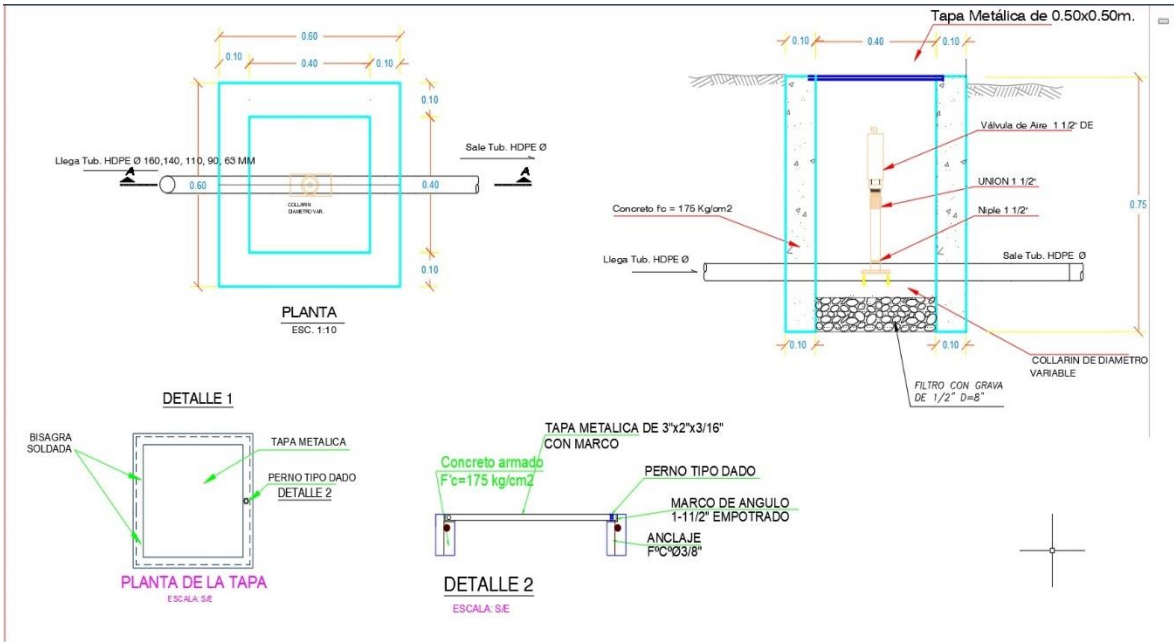 0.60
0.10
0.40
0.10
0.10
Llega Tub. HDPE Ø 160,140, 110, 90, 63 MM
Sale Tub. HDPE Ø
A
A
0.60
0.40
COLLARIN
DIAMETRO VAR.
0.10
PLANTA
ESC. 1:10
Tapa Metálica de 0.50x0.50m.
0.10
0.40
0.10
Válvula de Aire 1 1/2" DE
UNION 1 1/2"
Niple 1 1/2"
Concreto fc = 175 Kg/cm2
0.75
Llega Tub. HDPE Ø
Sale Tub. HDPE Ø
0.10
0.10
COLLARIN DE DIAMETRO
VARIABLE
FILTRO CON GRAVA
DE 1/2" D=8"
DETALLE 1
BISAGRA
SOLDADA
TAPA METALICA
PERNO TIPO DADO
DETALLE 2
PLANTA DE LA TAPA
ESCALA: S/E
TAPA METALICA DE 3"x2"x3/16"
CON MARCO
Concreto armado
F'c=175 kg/cm2
PERNO TIPO DADO
MARCO DE ANGULO
1-11/2" EMPOTRADO
ANCLAJE
FºCºØ3/8"
DETALLE 2
ESCALA: S/E